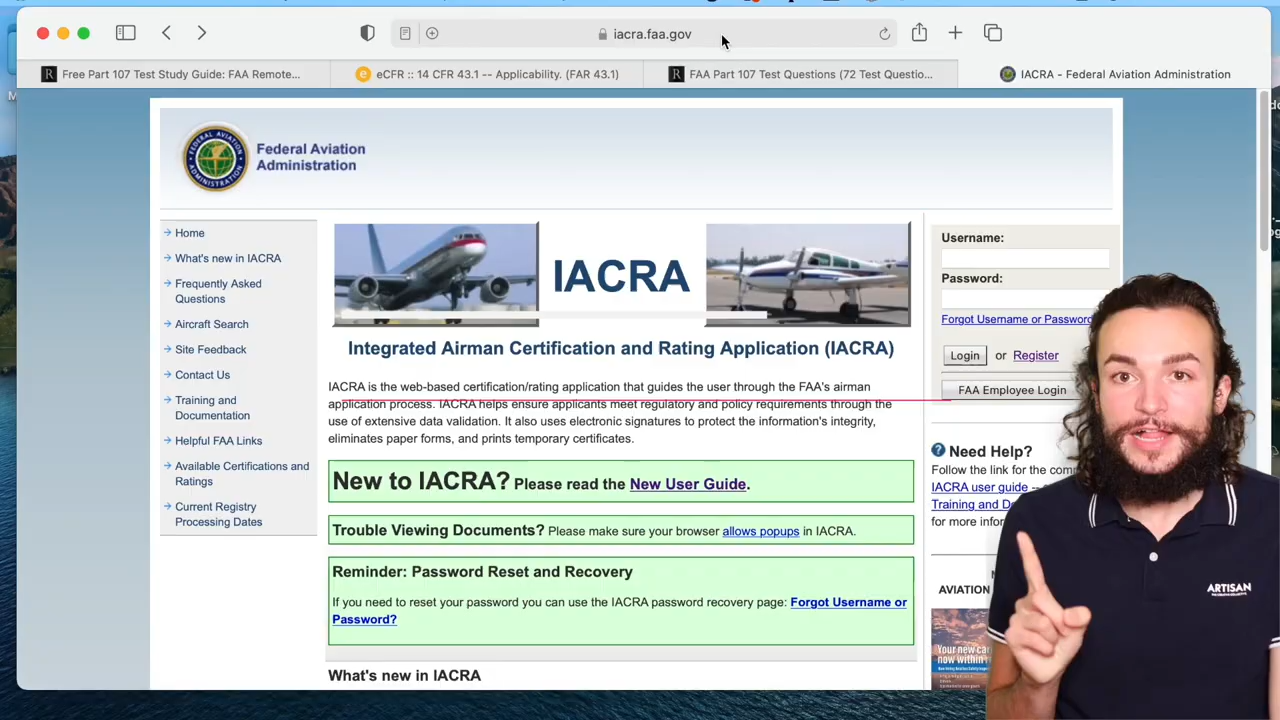 iacra.faa.gov
Free Part 107 Test Study Guide: FAA Remote...
eCFR :: 14 CFR 43.1 -- Applicability. (FAR 43.1)
FAA Part 107 Test Questions (72 Test Questio...
IACRA - Federal Aviation Administration
Federal Aviation
Administration
Home
What's new in IACRA
Frequently Asked
Questions
Aircraft Search
Site Feedback
Contact Us
Training and
Documentation
Helpful FAA Links
Available Certifications and
Ratings
Current Registry
Processing Dates
IACRA
Integrated Airman Certification and Rating Application (IACRA)
IACRA is the web-based certification/rating application that guides the user through the FAA's airman
application process. IACRA helps ensure applicants meet regulatory and policy requirements through the
use of extensive data validation. It also uses electronic signatures to protect the information's integrity,
eliminates paper forms, and prints temporary certificates.
New to IACRA? Please read the New User Guide.
Trouble Viewing Documents? Please make sure your browser allows popups in IACRA.
Reminder: Password Reset and Recovery
If you need to reset your password you can use the IACRA password recovery page: Forgot Username or
Password?
What's new in IACRA
Username:
Password:
Forgot Username or Password
Login or Register
FAA Employee Login
Need Help?
Follow the link for the com
IACRA user guide --
Training and D
for more infor
AVIATION
Your new car
now within
ARTISAN